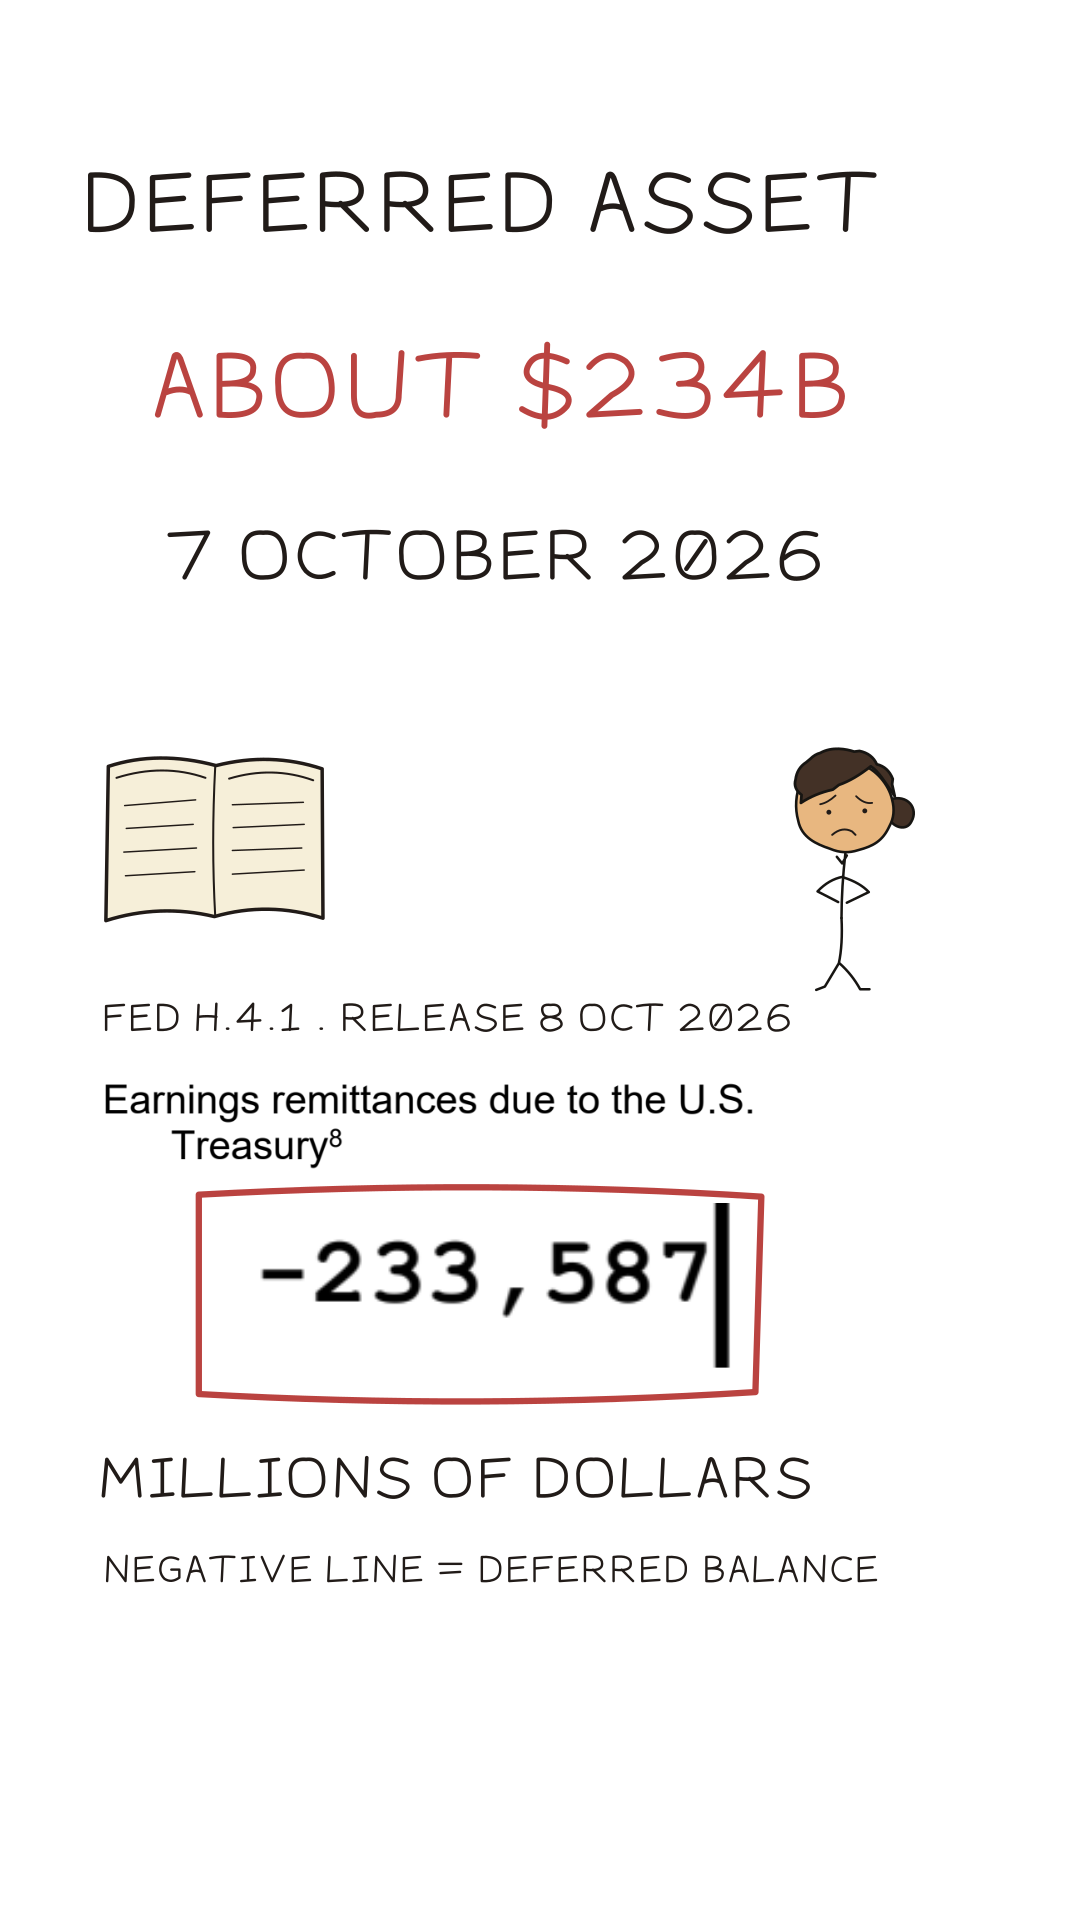 DEFERRED ASSET
ABOUT $234B
7 OCTOBER 2026
FED H.4.1 . RELEASE 8 OCT 2026
Earnings remittances due to the U.S.
Treasury⁸
-233,587
MILLIONS OF DOLLARS
NEGATIVE LINE = DEFERRED BALANCE